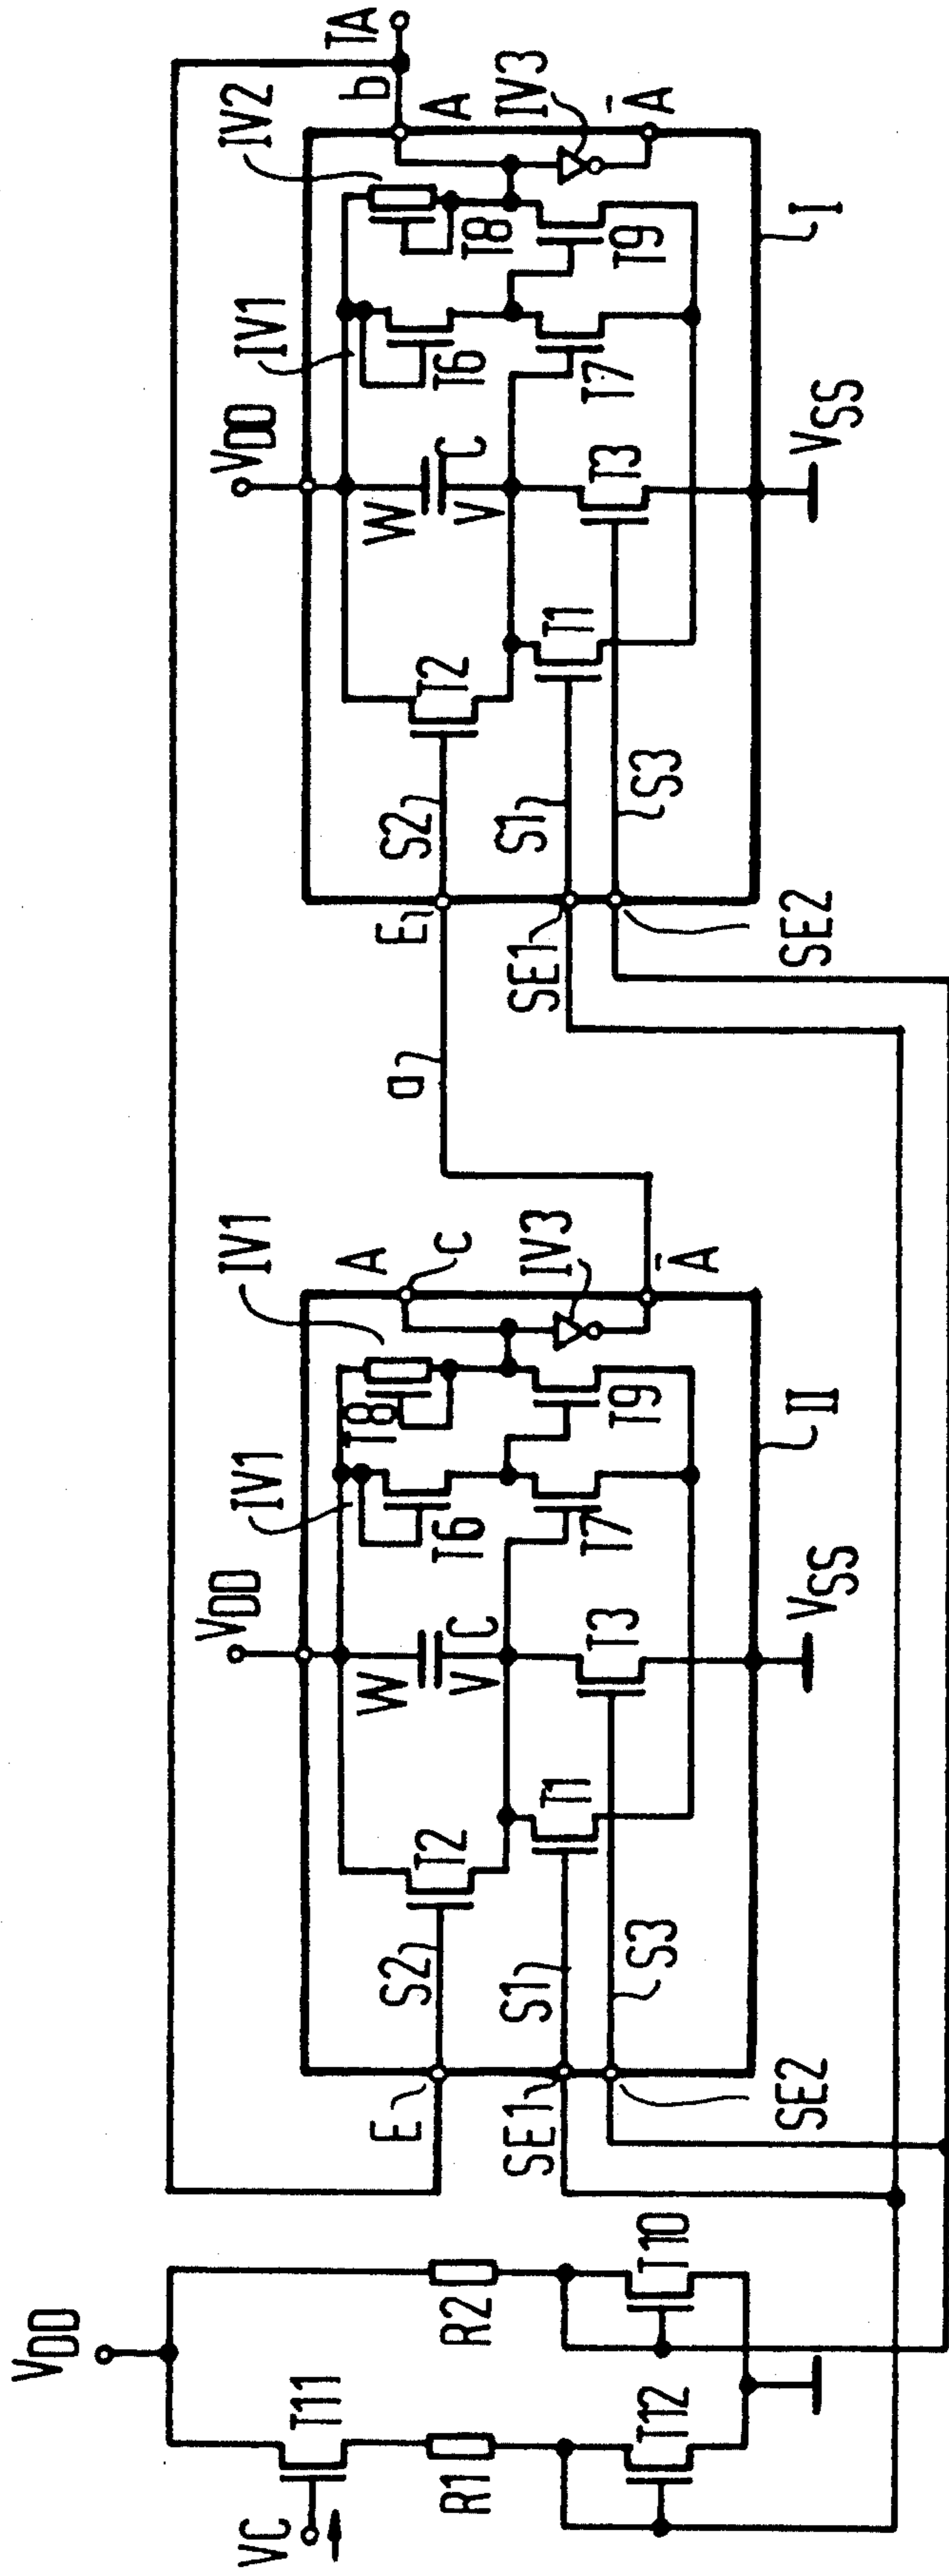 VDD
VC
T11
R1
R2
T12
T10
E
SE1
SE2
S2
S1
S3
T2
T1
VDD
W
V
C
T3
VSS
IV1
IV1
T6
T7
T8
T9
A
c
IV3
Ā
II
a
E
SE1
SE2
S2
S1
S3
T2
T1
VDD
W
V
C
T3
VSS
IV1
IV2
T6
T7
T8
T9
b
A
IV3
Ā
I
TA